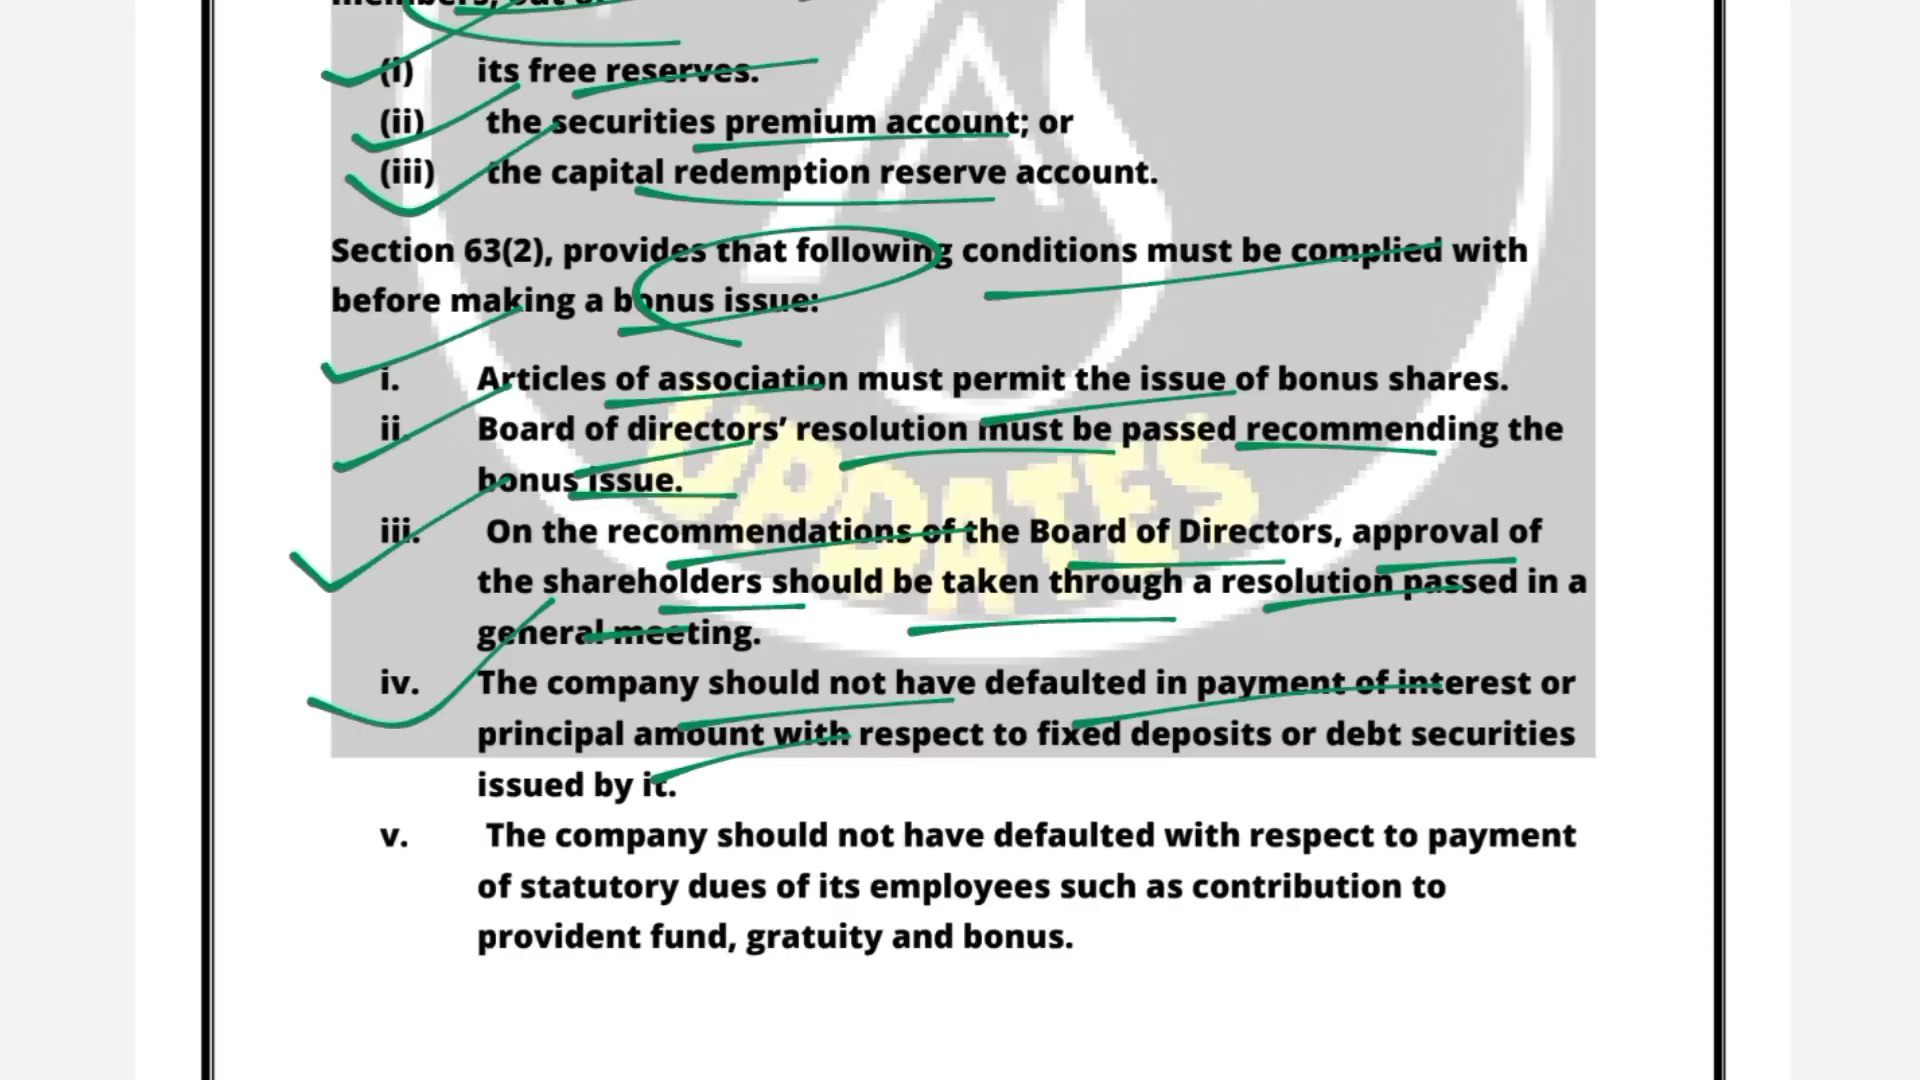 (i) its free reserves.
(ii) the securities premium account; or
(iii) the capital redemption reserve account.
Section 63(2), provides that following conditions must be complied with
before making a bonus issue:
i. Articles of association must permit the issue of bonus shares.
ii. Board of directors’ resolution must be passed recommending the
bonus issue.
iii. On the recommendations of the Board of Directors, approval of
the shareholders should be taken through a resolution passed in a
general meeting.
iv. The company should not have defaulted in payment of interest or
principal amount with respect to fixed deposits or debt securities
issued by it.
v. The company should not have defaulted with respect to payment
of statutory dues of its employees such as contribution to
provident fund, gratuity and bonus.
UPDATES